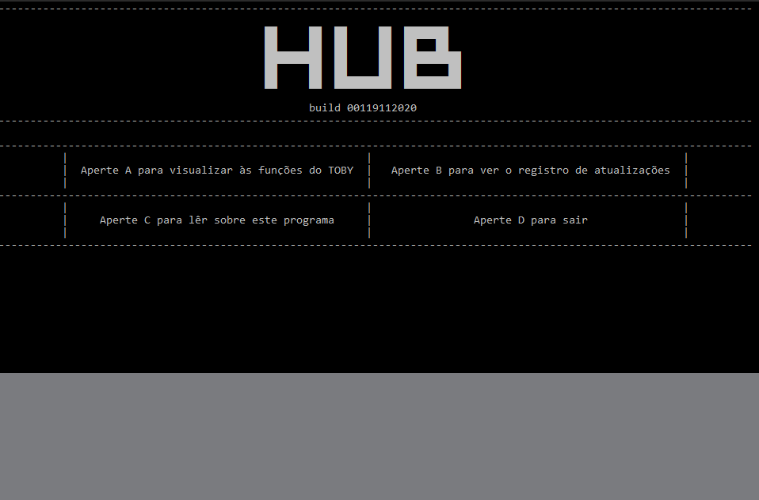 HUB
build 00119112020
Aperte A para visualizar às funções do TOBY
Aperte B para ver o registro de atualizações
Aperte C para lêr sobre este programa
Aperte D para sair